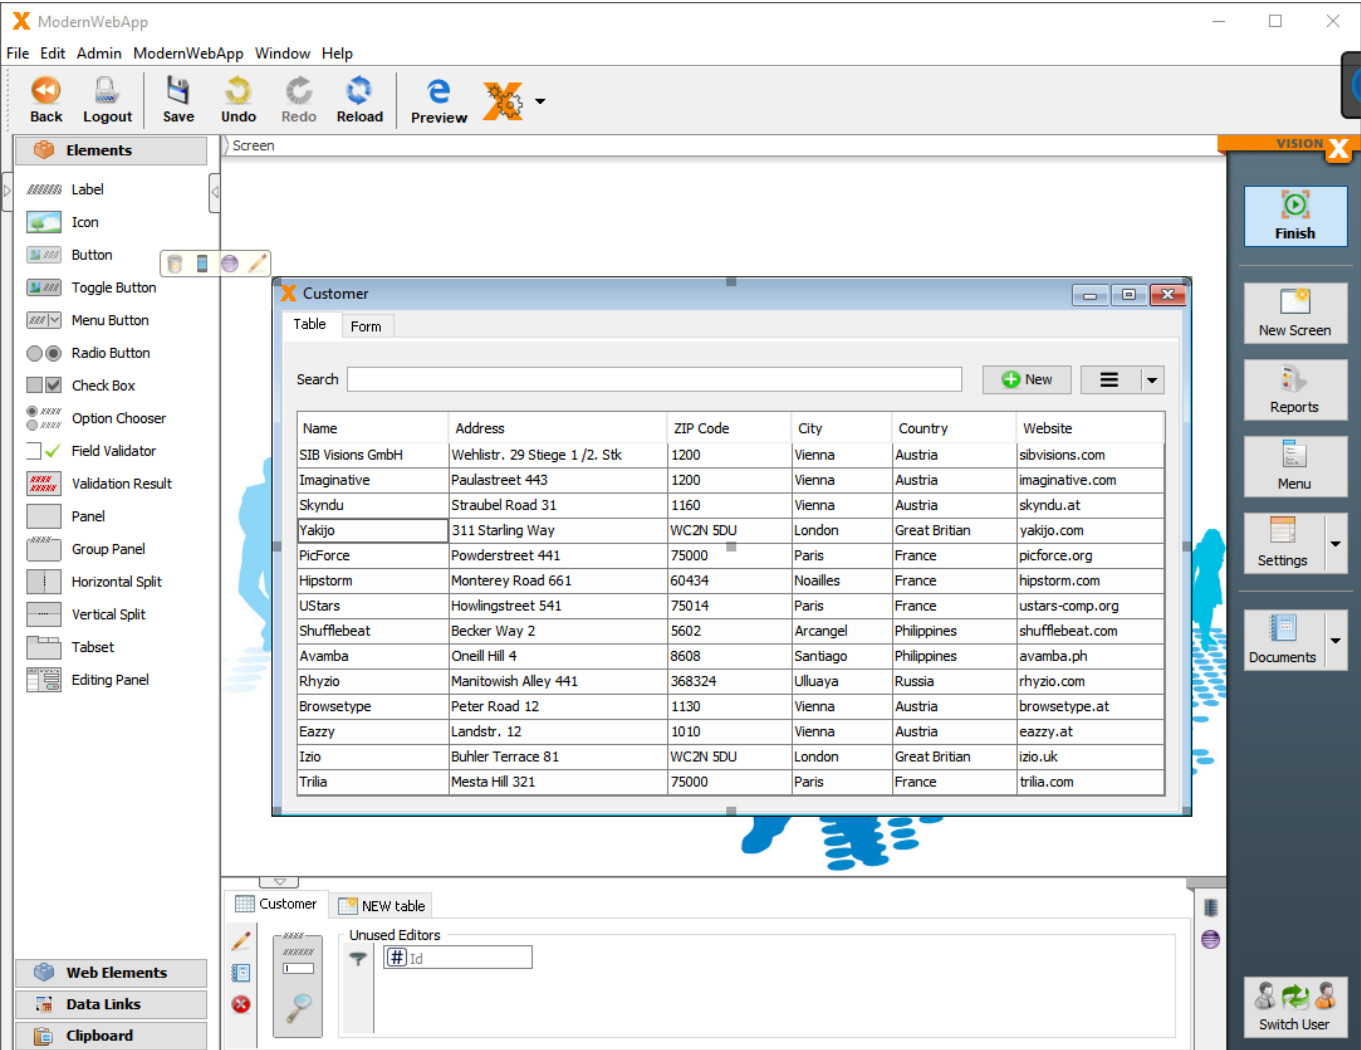 ModernWebApp
File Edit Admin ModernWebApp Window Help
Back Logout Save Undo Redo Reload Preview
Elements
Screen
VISION X
Label
Icon
Button
Toggle Button
Menu Button
Radio Button
Check Box
Option Chooser
Field Validator
Validation Result
Panel
Group Panel
Horizontal Split
Vertical Split
Tabset
Editing Panel
Web Elements
Data Links
Clipboard
Customer
Table Form
Search New
Name Address ZIP Code City Country Website
SIB Visions GmbH Wehlistr. 29 Stiege 1 /2. Stk 1200 Vienna Austria sibvisions.com
Imaginative Paulastreet 443 1200 Vienna Austria imaginative.com
Skyndu Straubel Road 31 1160 Vienna Austria skyndu.at
Yakijo 311 Starling Way WC2N 5DU London Great Britian yakijo.com
PicForce Powderstreet 441 75000 Paris France picforce.org
Hipstorm Monterey Road 661 60434 Noailles France hipstorm.com
UStars Howlingstreet 541 75014 Paris France ustars-comp.org
Shufflebeat Becker Way 2 5602 Arcangel Philippines shufflebeat.com
Avamba Oneill Hill 4 8608 Santiago Philippines avamba.ph
Rhyzio Manitowish Alley 441 368324 Ulluaya Russia rhyzio.com
Browsetype Peter Road 12 1130 Vienna Austria browsetype.at
Eazzy Landstr. 12 1010 Vienna Austria eazzy.at
Izio Buhler Terrace 81 WC2N 5DU London Great Britian izio.uk
Trilia Mesta Hill 321 75000 Paris France trilia.com
Customer NEW table
Unused Editors
# Id
Finish
New Screen
Reports
Menu
Settings
Documents
Switch User